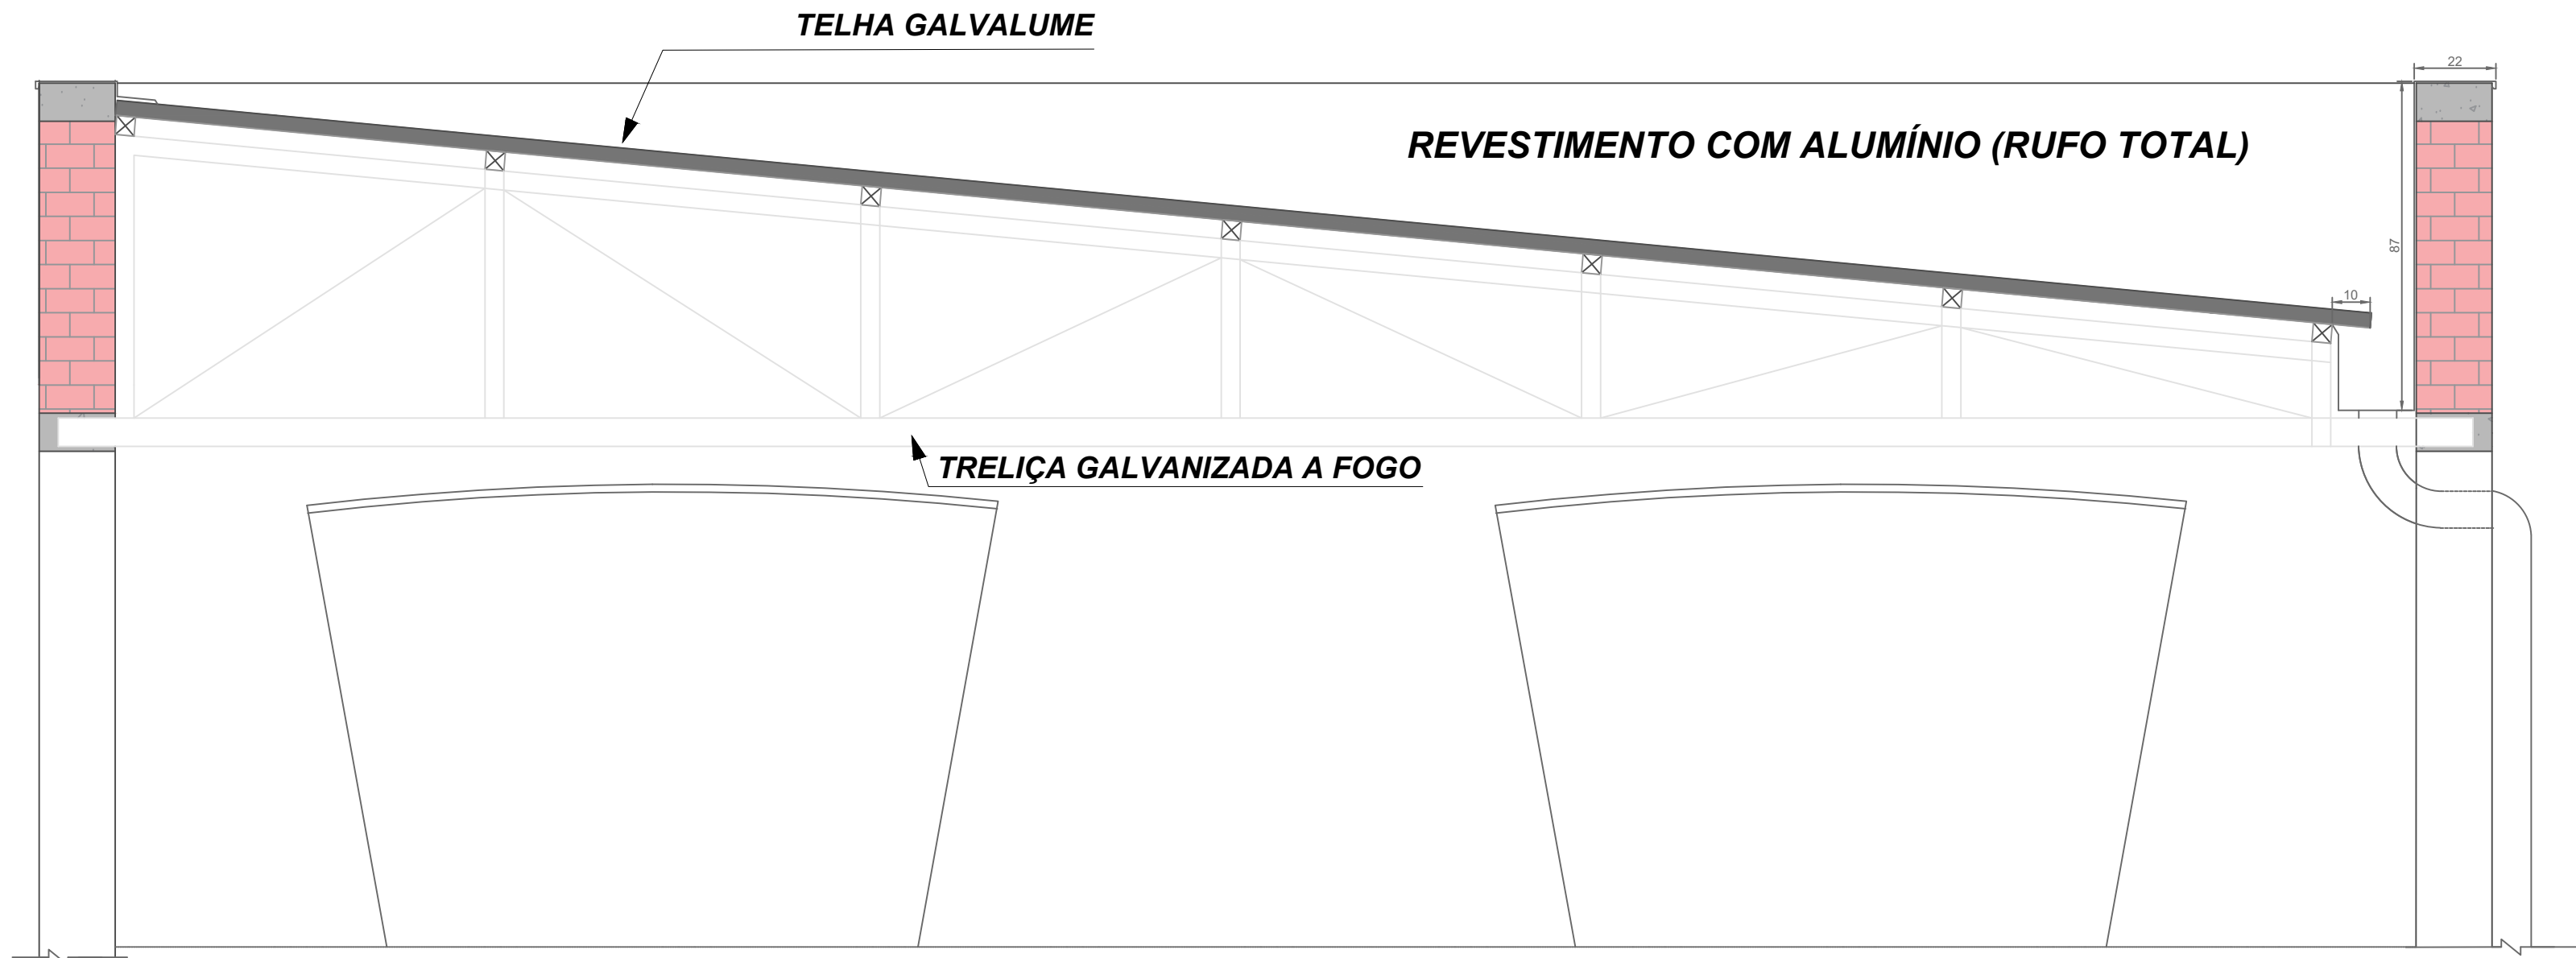 TELHA GALVALUME
22
REVESTIMENTO COM ALUMÍNIO (RUFO TOTAL)
87
10
TRELIÇA GALVANIZADA A FOGO